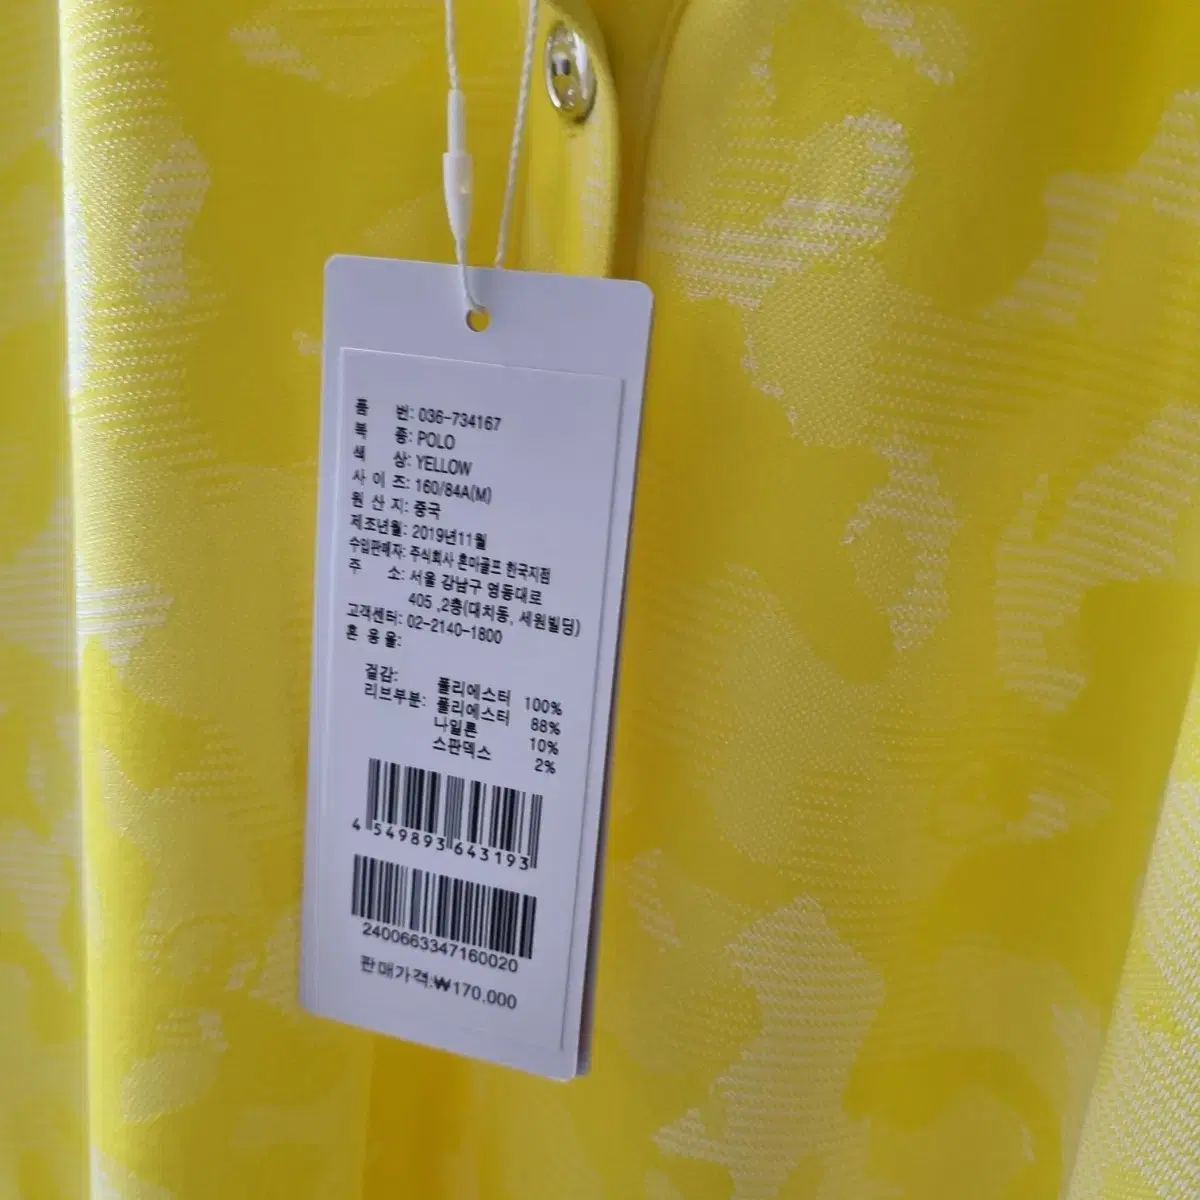 품 번: 036-734167
복 종: POLO
색 상: YELLOW
사 이 즈: 160/84A(M)
원 산 지: 중국
제조년월: 2019년11월
수입판매자: 주식회사 혼마골프 한국지점
주 소: 서울 강남구 영동대로
405 ,2층(대치동, 세원빌딩)
고객센터: 02-2140-1800
혼 용 율:
겉감: 폴리에스터 100%
리브부분: 폴리에스터 88%
나일론 10%
스판덱스 2%
4 549893 643193
2400663347160020
판매가격:₩170,000